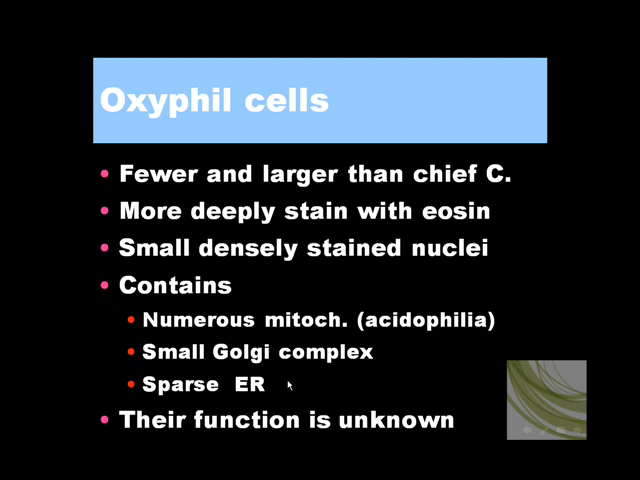 Oxyphil cells
Fewer and larger than chief C.
More deeply stain with eosin
Small densely stained nuclei
Contains
Numerous mitoch. (acidophilia)
Small Golgi complex
Sparse ER
Their function is unknown